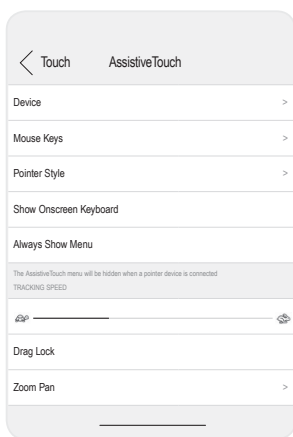 Touch AssistiveTouch
Device >
Mouse Keys >
Pointer Style >
Show Onscreen Keyboard
Always Show Menu
The AssistiveTouch menu will be hidden when a pointer device is connected
TRACKING SPEED
Drag Lock
Zoom Pan >